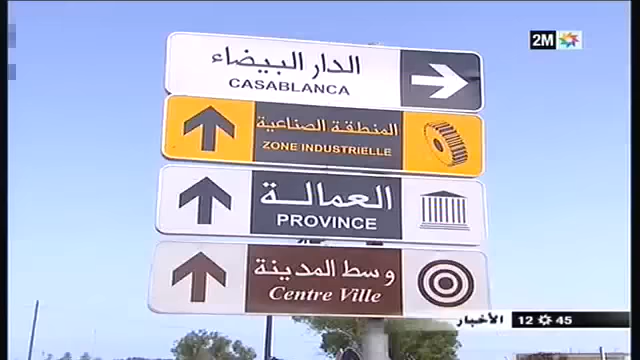 2M
الدار البيضاء
CASABLANCA
المنطقة الصناعية
ZONE INDUSTRIELLE
العمالة
PROVINCE
وسط المدينة
Centre Ville
الأخبار 12 45